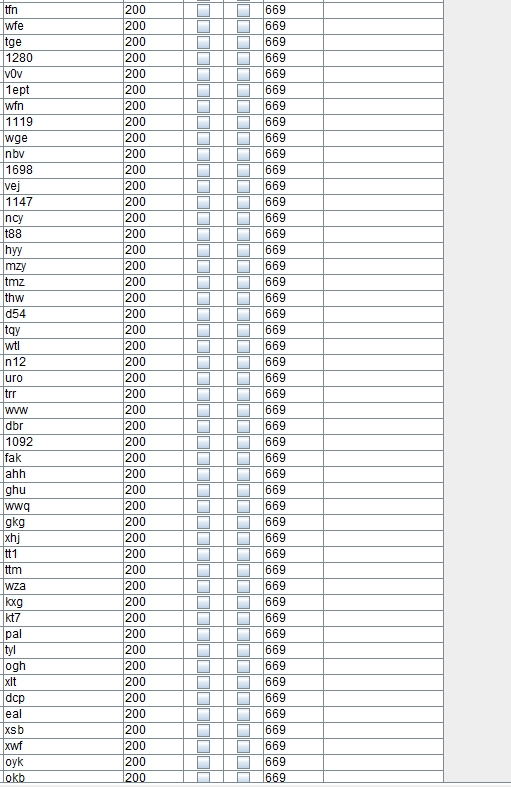 tfn 200 669
wfe 200 669
tge 200 669
1280 200 669
v0v 200 669
1ept 200 669
wfn 200 669
1119 200 669
wge 200 669
nbv 200 669
1698 200 669
vej 200 669
1147 200 669
ncy 200 669
t88 200 669
hyy 200 669
mzy 200 669
tmz 200 669
thw 200 669
d54 200 669
tqy 200 669
wtl 200 669
n12 200 669
uro 200 669
trr 200 669
wvw 200 669
dbr 200 669
1092 200 669
fak 200 669
ahh 200 669
ghu 200 669
wwq 200 669
gkg 200 669
xhj 200 669
tt1 200 669
ttm 200 669
wza 200 669
kxg 200 669
kt7 200 669
pal 200 669
tyl 200 669
ogh 200 669
xlt 200 669
dcp 200 669
eal 200 669
xsb 200 669
xwf 200 669
oyk 200 669
okb 200 669